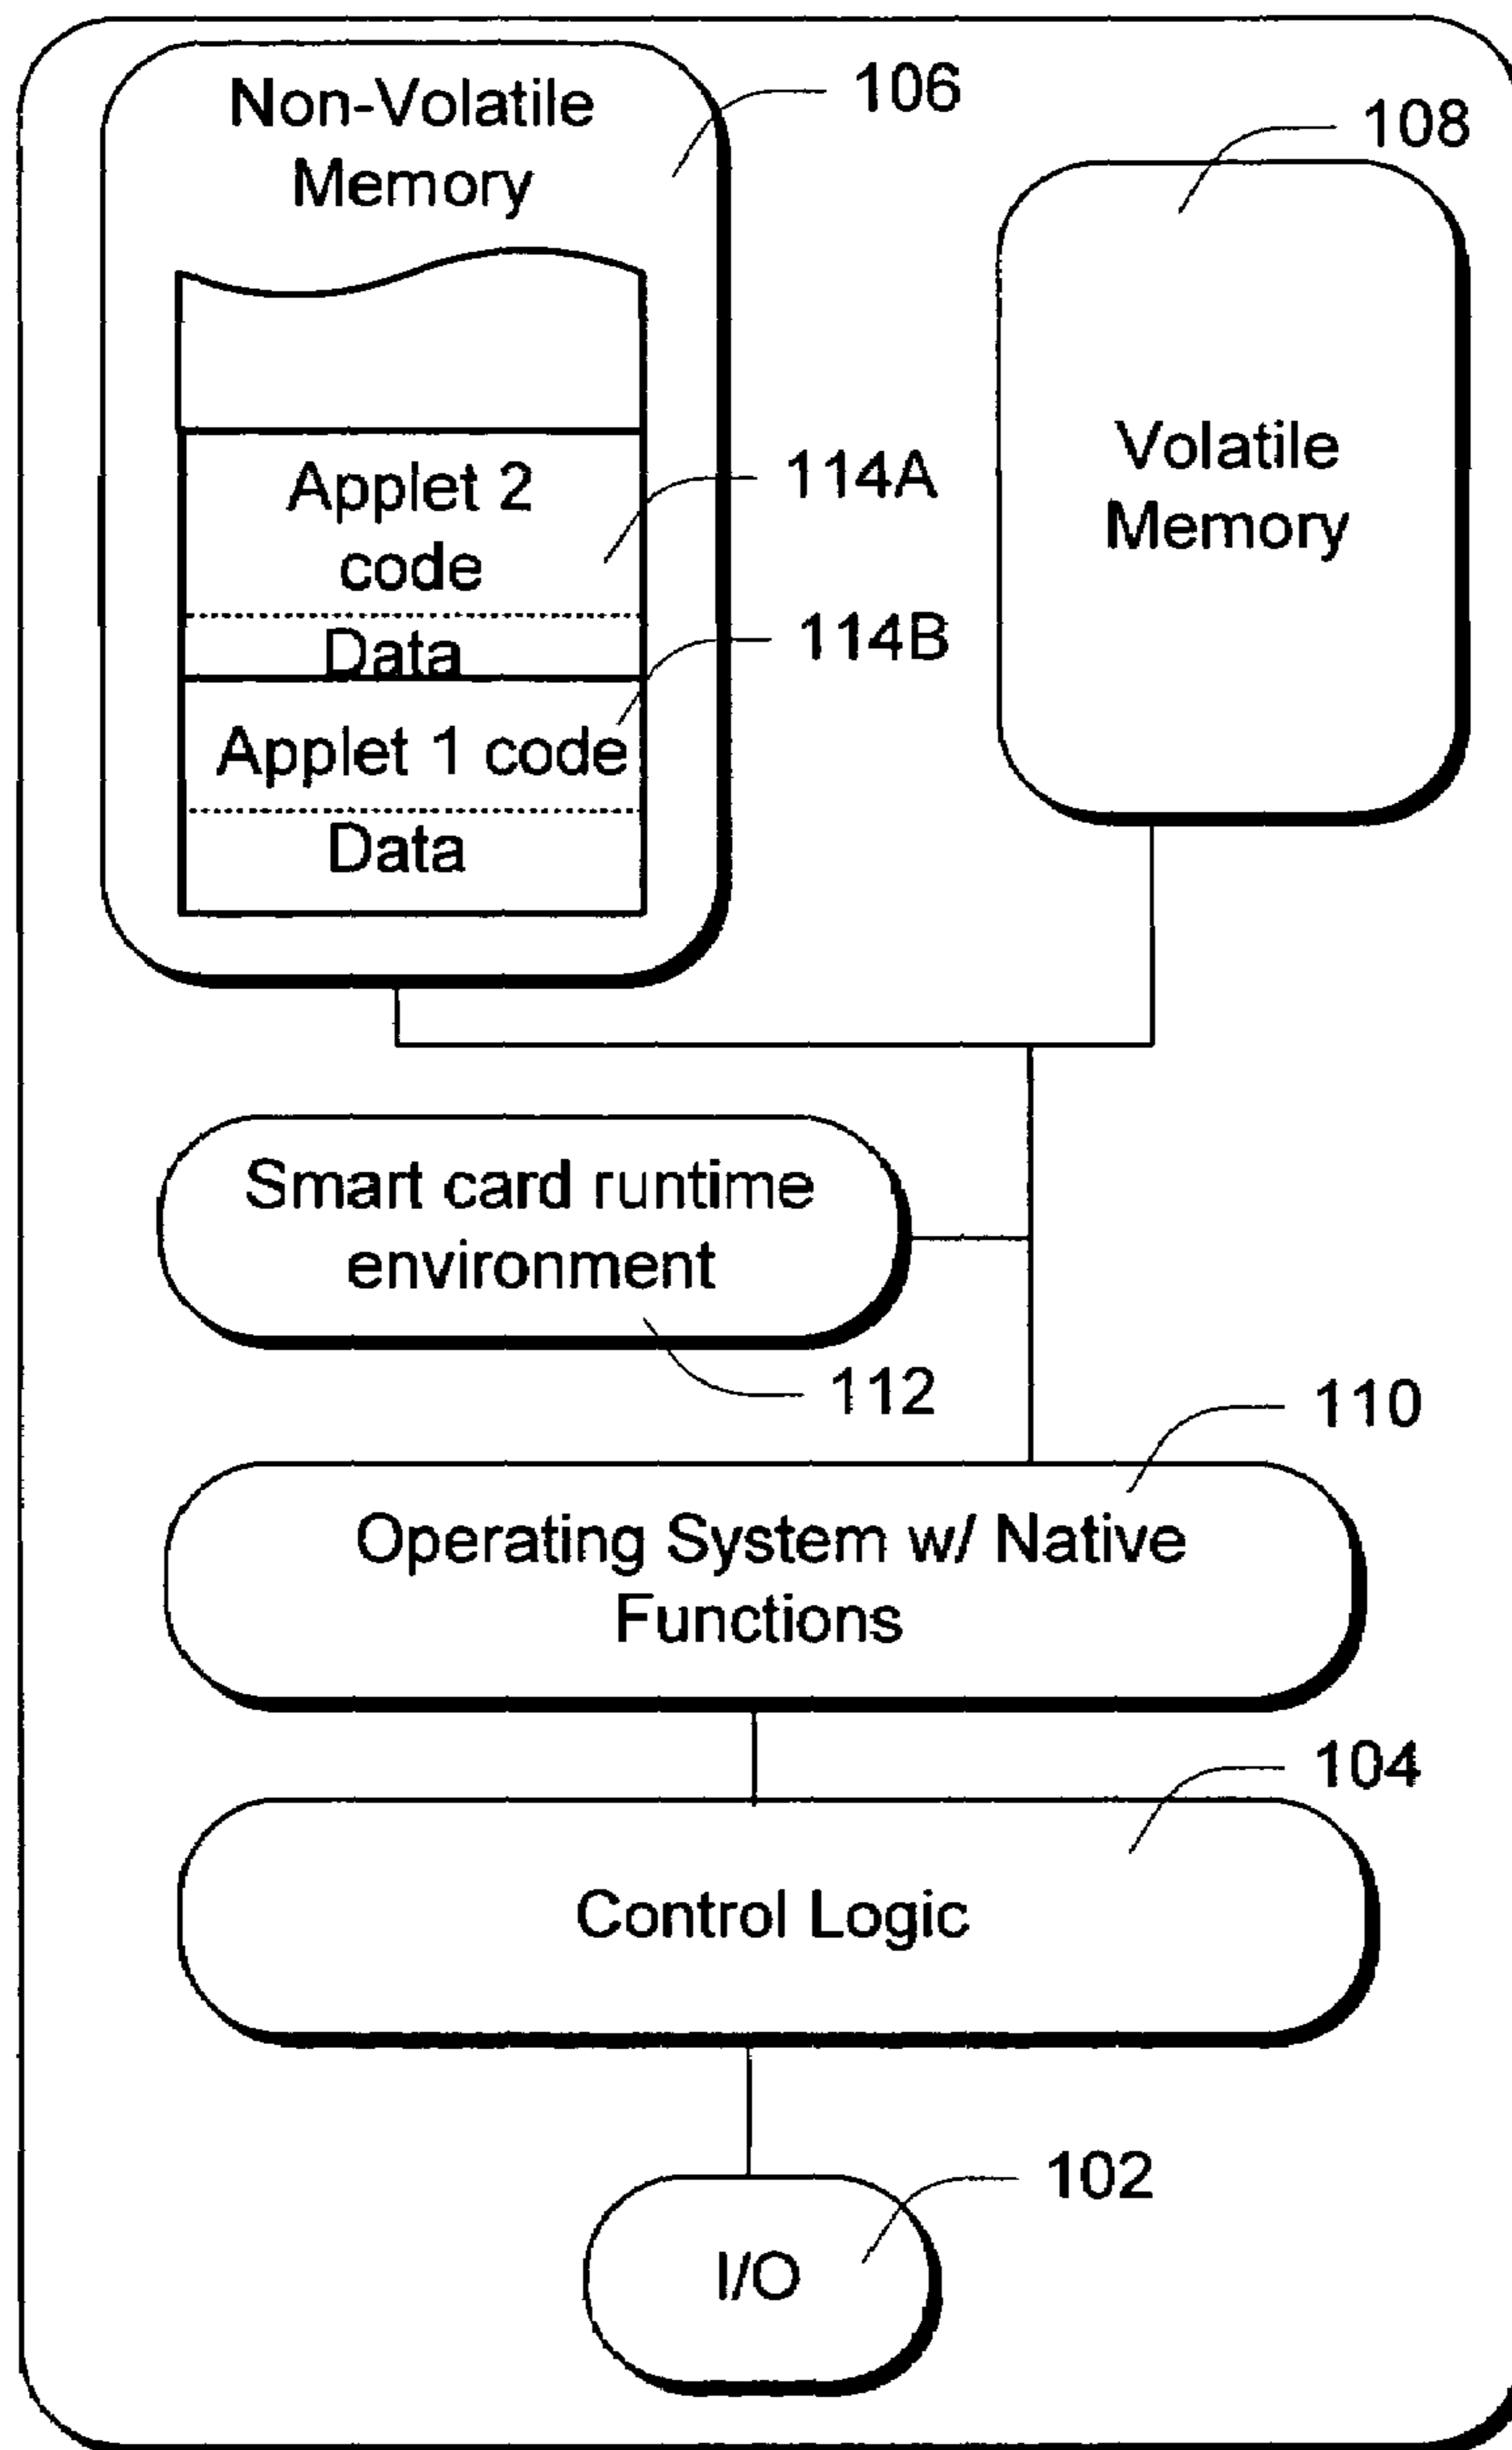 Non-Volatile
Memory
106
108
Applet 2
code
114A
Data
114B
Applet 1 code
Data
Volatile
Memory
Smart card runtime
environment
112
110
Operating System w/ Native
Functions
104
Control Logic
102
I/O